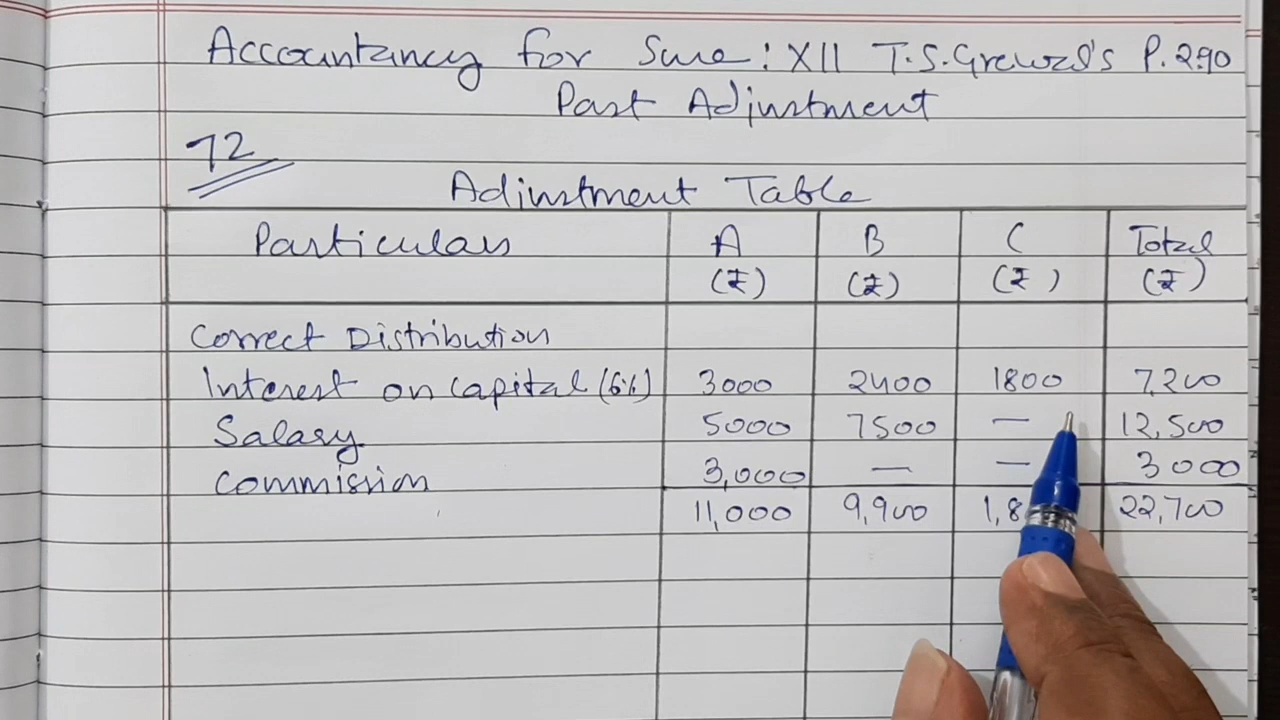 Accountancy for Sure: XII T.S.Grewal's P.2.90
Past Adjustment
72
Adjustment Table
Particulars A B C Total
(₹) (₹) (₹) (₹)
Correct Distribution
Interest on Capital (6%) 3000 2400 1800 7,200
Salary 5000 7500 — 12,500
Commission 3,000 — — 3000
11,000 9,900 1,8 22,700